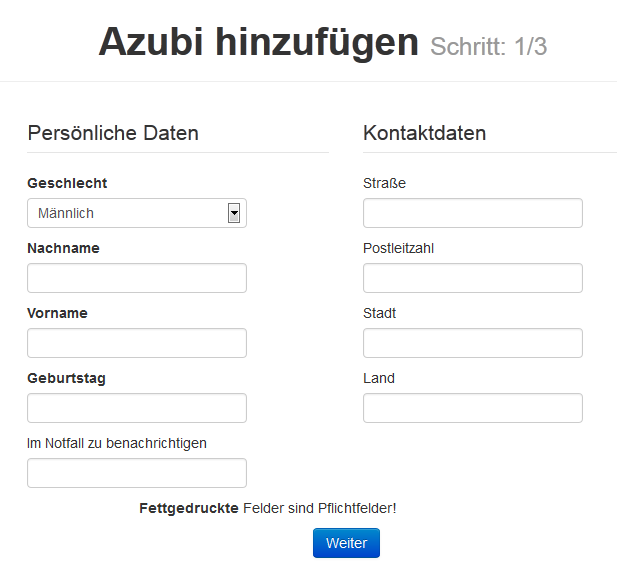 Azubi hinzufügen Schritt: 1/3
Persönliche Daten
Geschlecht
Männlich
Nachname
Vorname
Geburtstag
Im Notfall zu benachrichtigen
Kontaktdaten
Straße
Postleitzahl
Stadt
Land
Fettgedruckte Felder sind Pflichtfelder!
Weiter